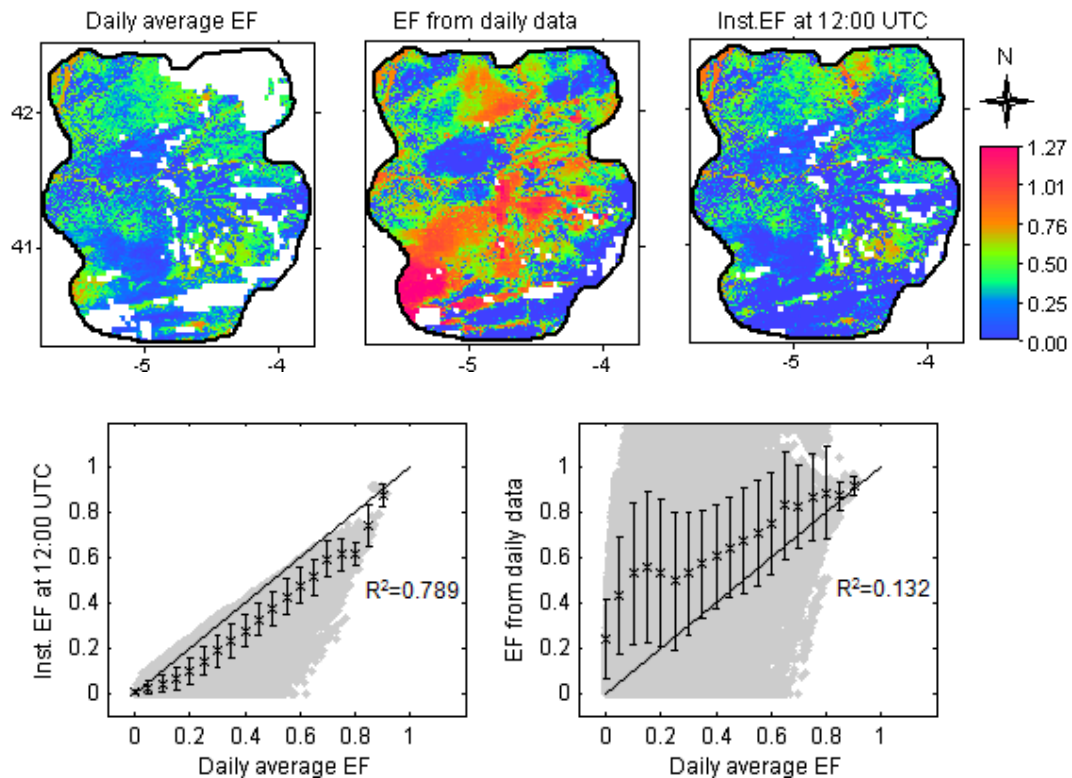 Daily average EF EF from daily data Inst.EF at 12:00 UTC
N
42
41
1.27
1.01
0.76
0.50
0.25
0.00
-5 -4 -5 -4 -5 -4
Inst. EF at 12:00 UTC
1
0.8
0.6
0.4
0.2
0
R²=0.789
0 0.2 0.4 0.6 0.8 1
Daily average EF
EF from daily data
1
0.8
0.6
0.4
0.2
0
R²=0.132
0 0.2 0.4 0.6 0.8 1
Daily average EF